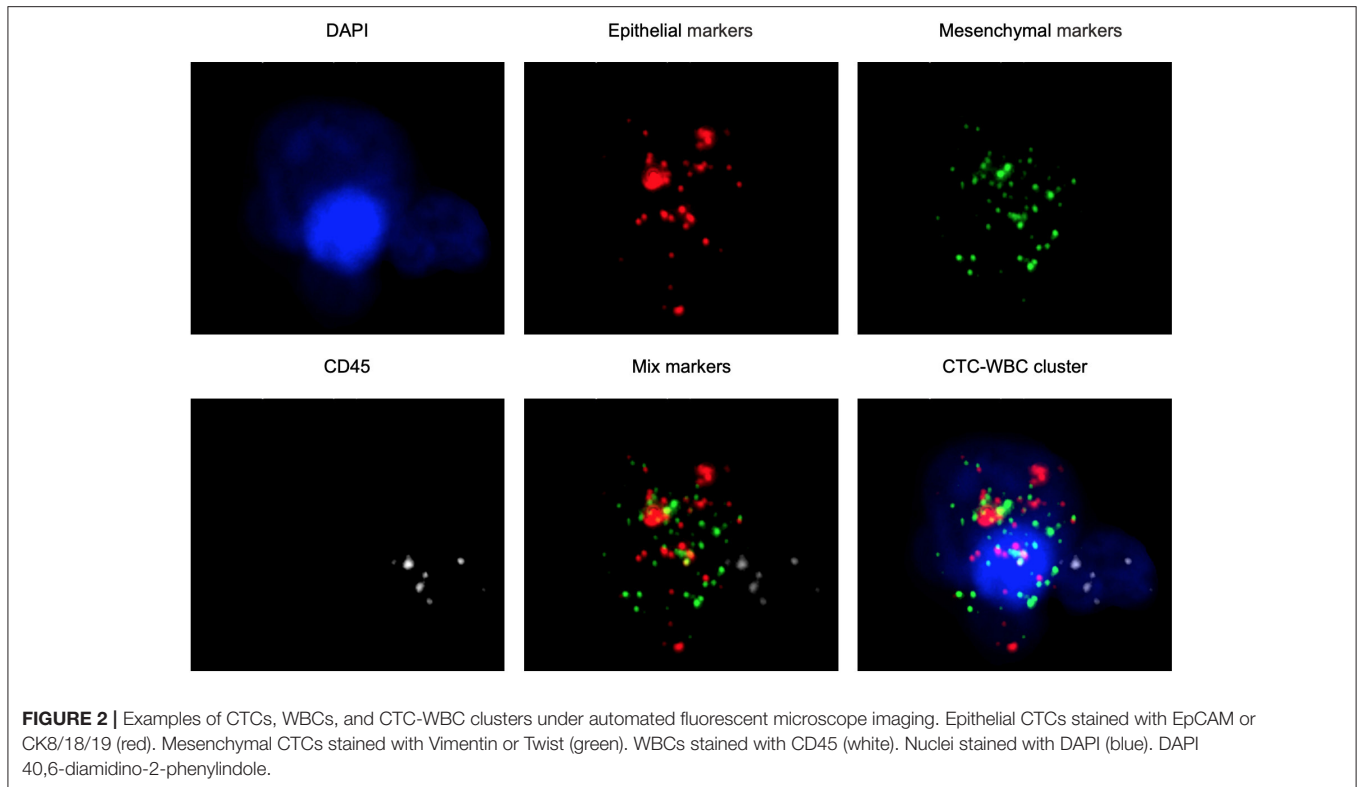 DAPI Epithelial markers Mesenchymal markers
CD45 Mix markers CTC-WBC cluster
FIGURE 2 | Examples of CTCs, WBCs, and CTC-WBC clusters under automated fluorescent microscope imaging. Epithelial CTCs stained with EpCAM or
CK8/18/19 (red). Mesenchymal CTCs stained with Vimentin or Twist (green). WBCs stained with CD45 (white). Nuclei stained with DAPI (blue). DAPI
40,6-diamidino-2-phenylindole.